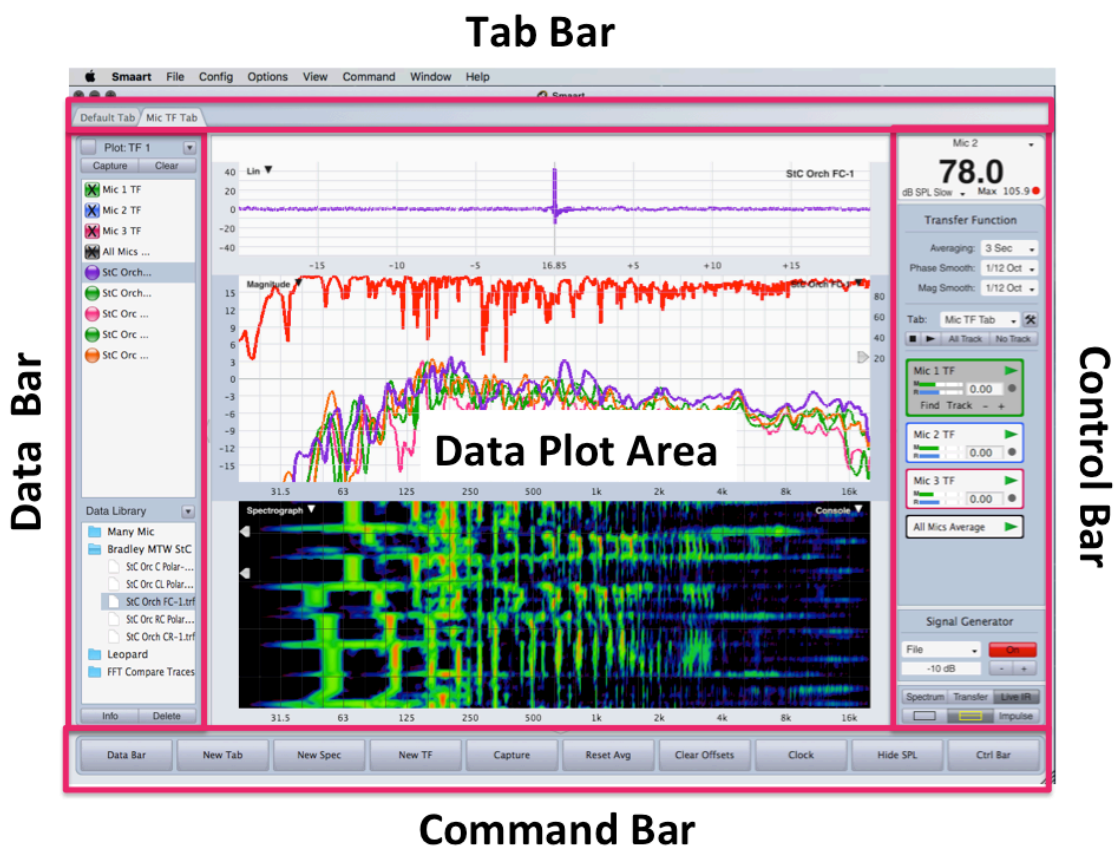 Tab Bar
Smaart File Config Options View Command Window Help
Smaart
Default Tab Mic TF Tab
Plot: TF 1
Capture Clear
Mic 1 TF
Mic 2 TF
Mic 3 TF
All Mics ...
StC Orch...
StC Orch...
StC Orc ...
StC Orc ...
StC Orc ...
Data Bar
Data Library
Many Mic
Bradley MTW StC
StC Orc C Polar-...
StC Orc CL Polar...
StC Orch FC-1.trf
StC Orc RC Polar...
StC Orch CR-1.trf
Leopard
FFT Compare Traces
Info Delete
Lin StC Orch FC-1
40
20
0
-20
-40
-15 -10 -5 16.85 +5 +10 +15
Magnitude StC Orch FC-1
15
12
9
6
3
0
-3
-6
-9
-12
-15
80
60
40
20
Data Plot Area
31.5 63 125 250 500 1k 2k 4k 8k 16k
Spectrograph Console
31.5 63 125 250 500 1k 2k 4k 8k 16k
Mic 2
78.0
dB SPL Slow Max 105.9
Transfer Function
Averaging: 3 Sec
Phase Smooth: 1/12 Oct
Mag Smooth: 1/12 Oct
Tab: Mic TF Tab
All Track No Track
Mic 1 TF
M
R 0.00
Find Track - +
Mic 2 TF
M
R 0.00
Mic 3 TF
M
R 0.00
All Mics Average
Signal Generator
File On
-10 dB - +
Spectrum Transfer Live IR
Impulse
Control Bar
Data Bar New Tab New Spec New TF Capture Reset Avg Clear Offsets Clock Hide SPL Ctrl Bar
Command Bar